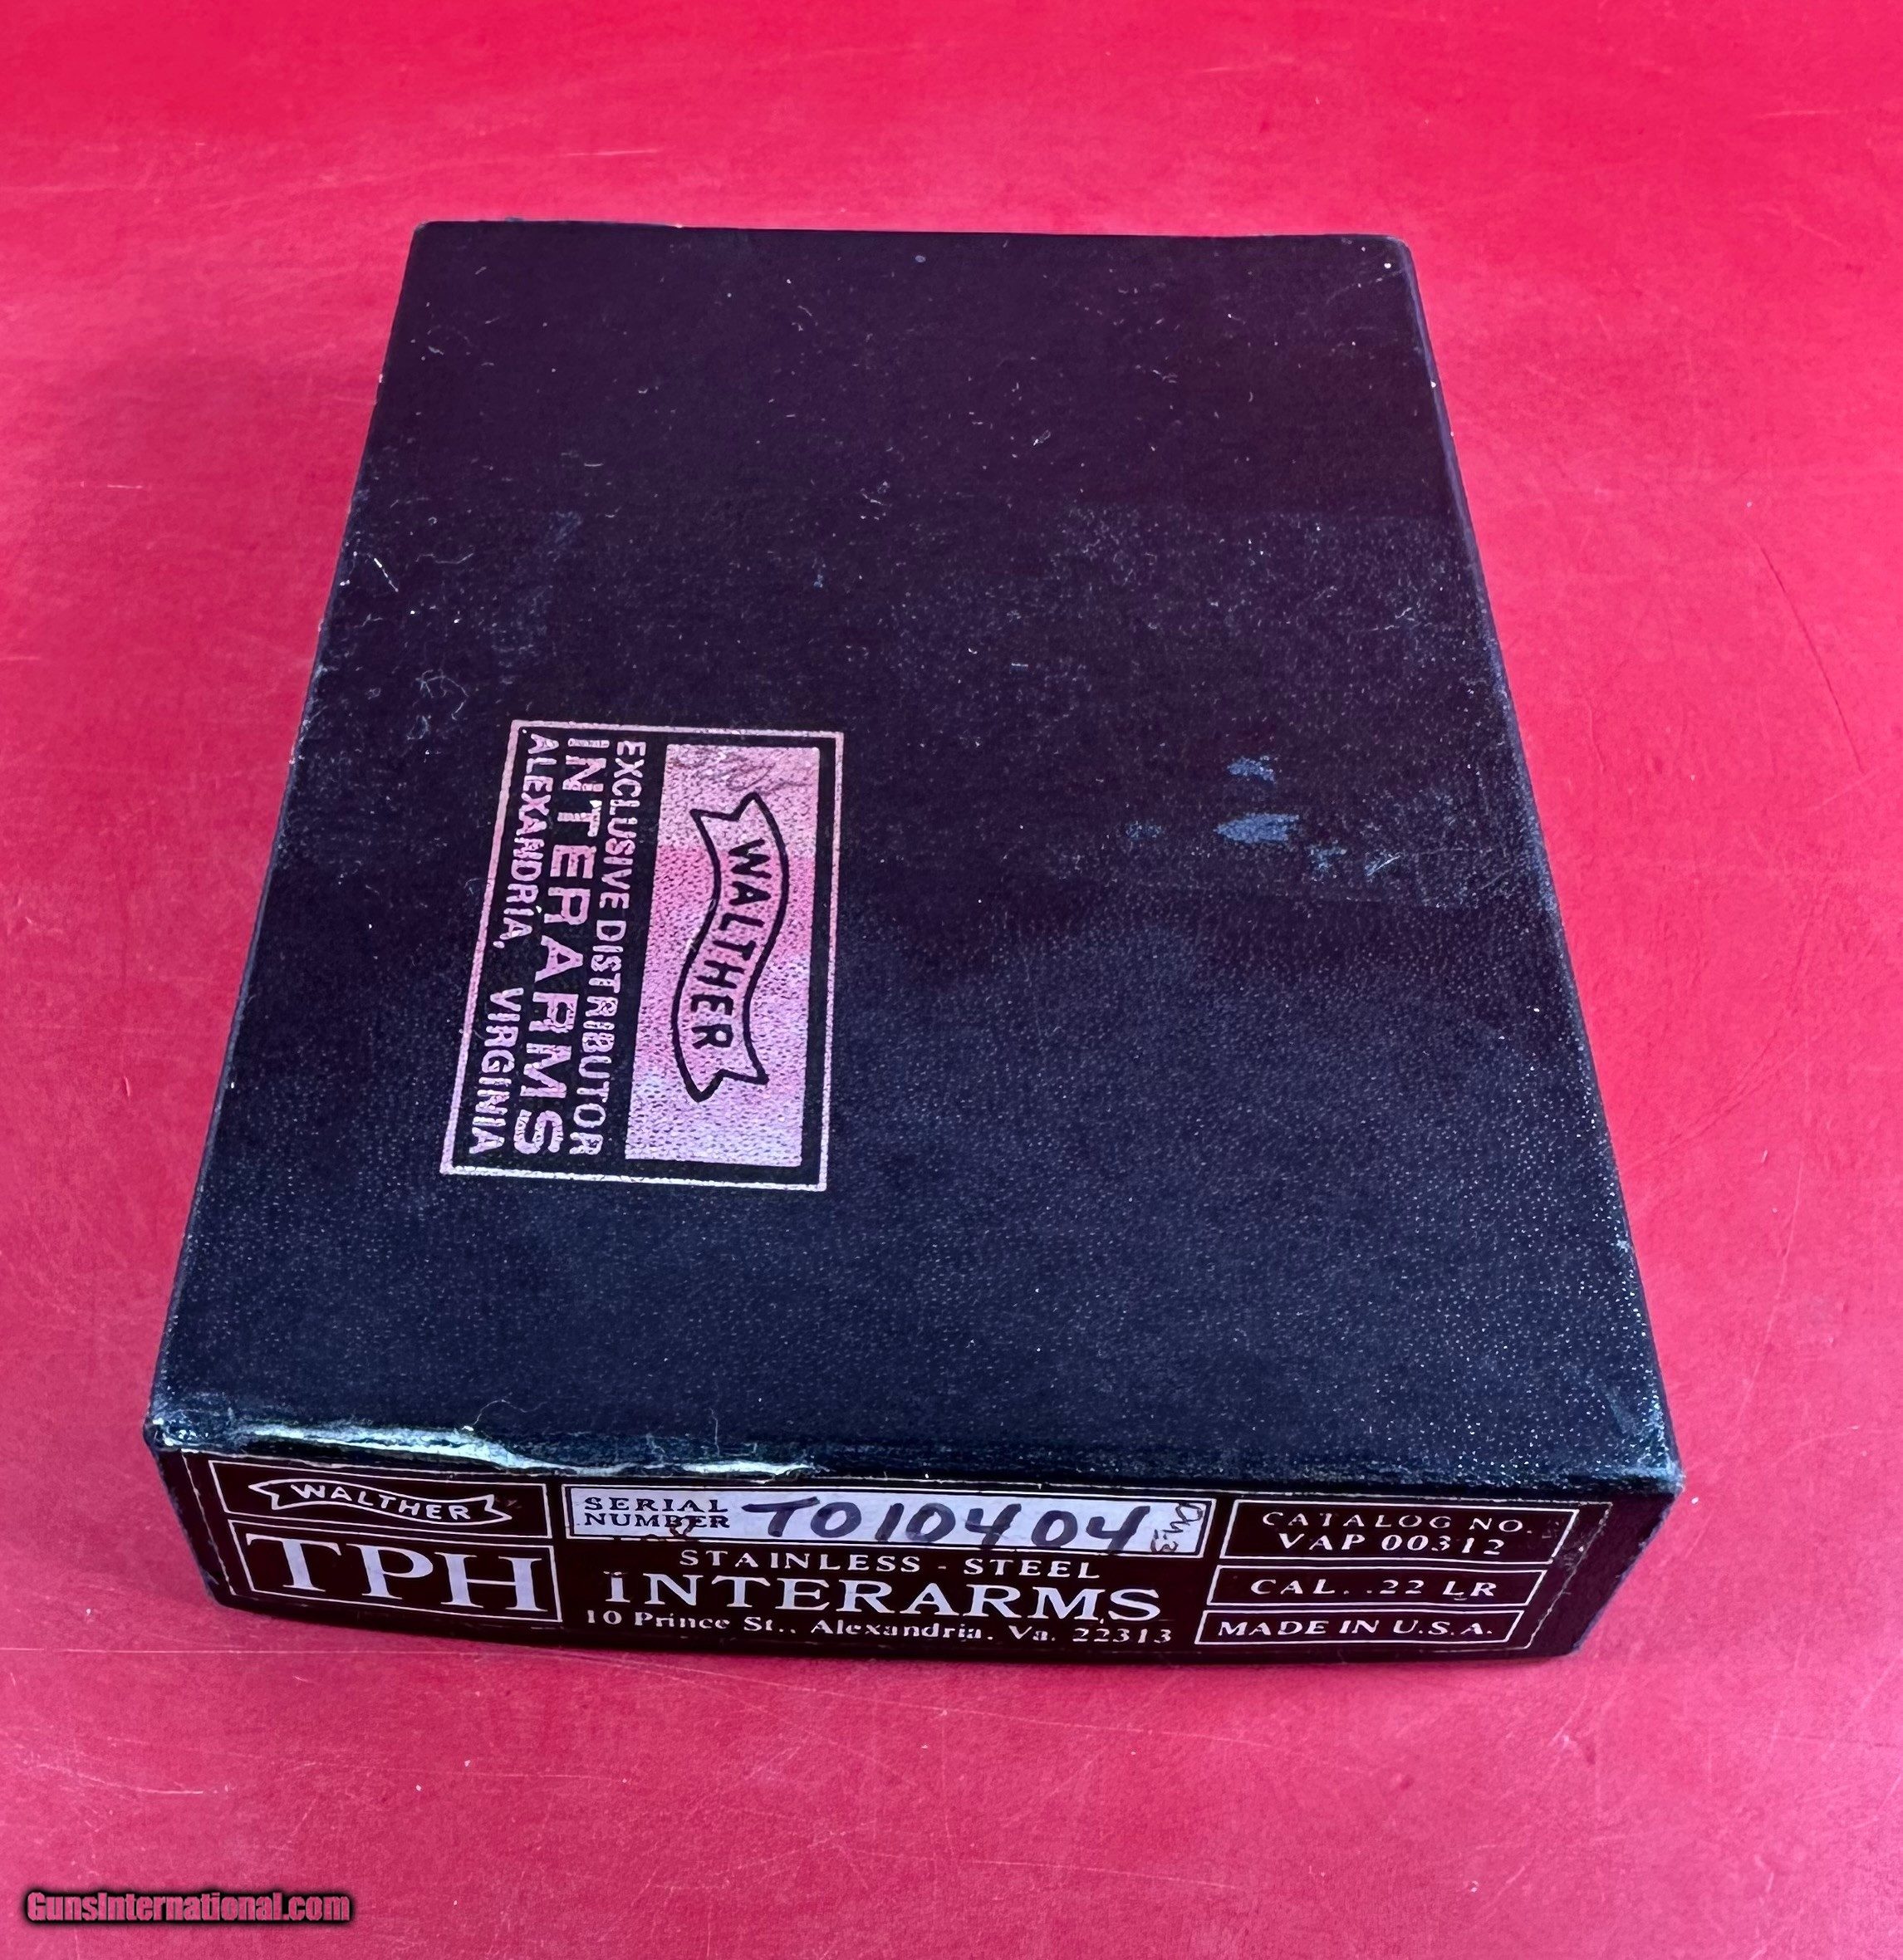 WALTHER
EXCLUSIVE DISTRIBUTOR
INTERARMS
ALEXANDRIA, VIRGINIA
WALTHER
TPH
SERIAL
NUMBER
TO10404
STAINLESS - STEEL
INTERARMS
10 Prince St., Alexandria, Va. 22313
CATALOG NO.
VAP 00312
CAL. .22 LR
MADE IN U.S.A.
GunsInternational.com